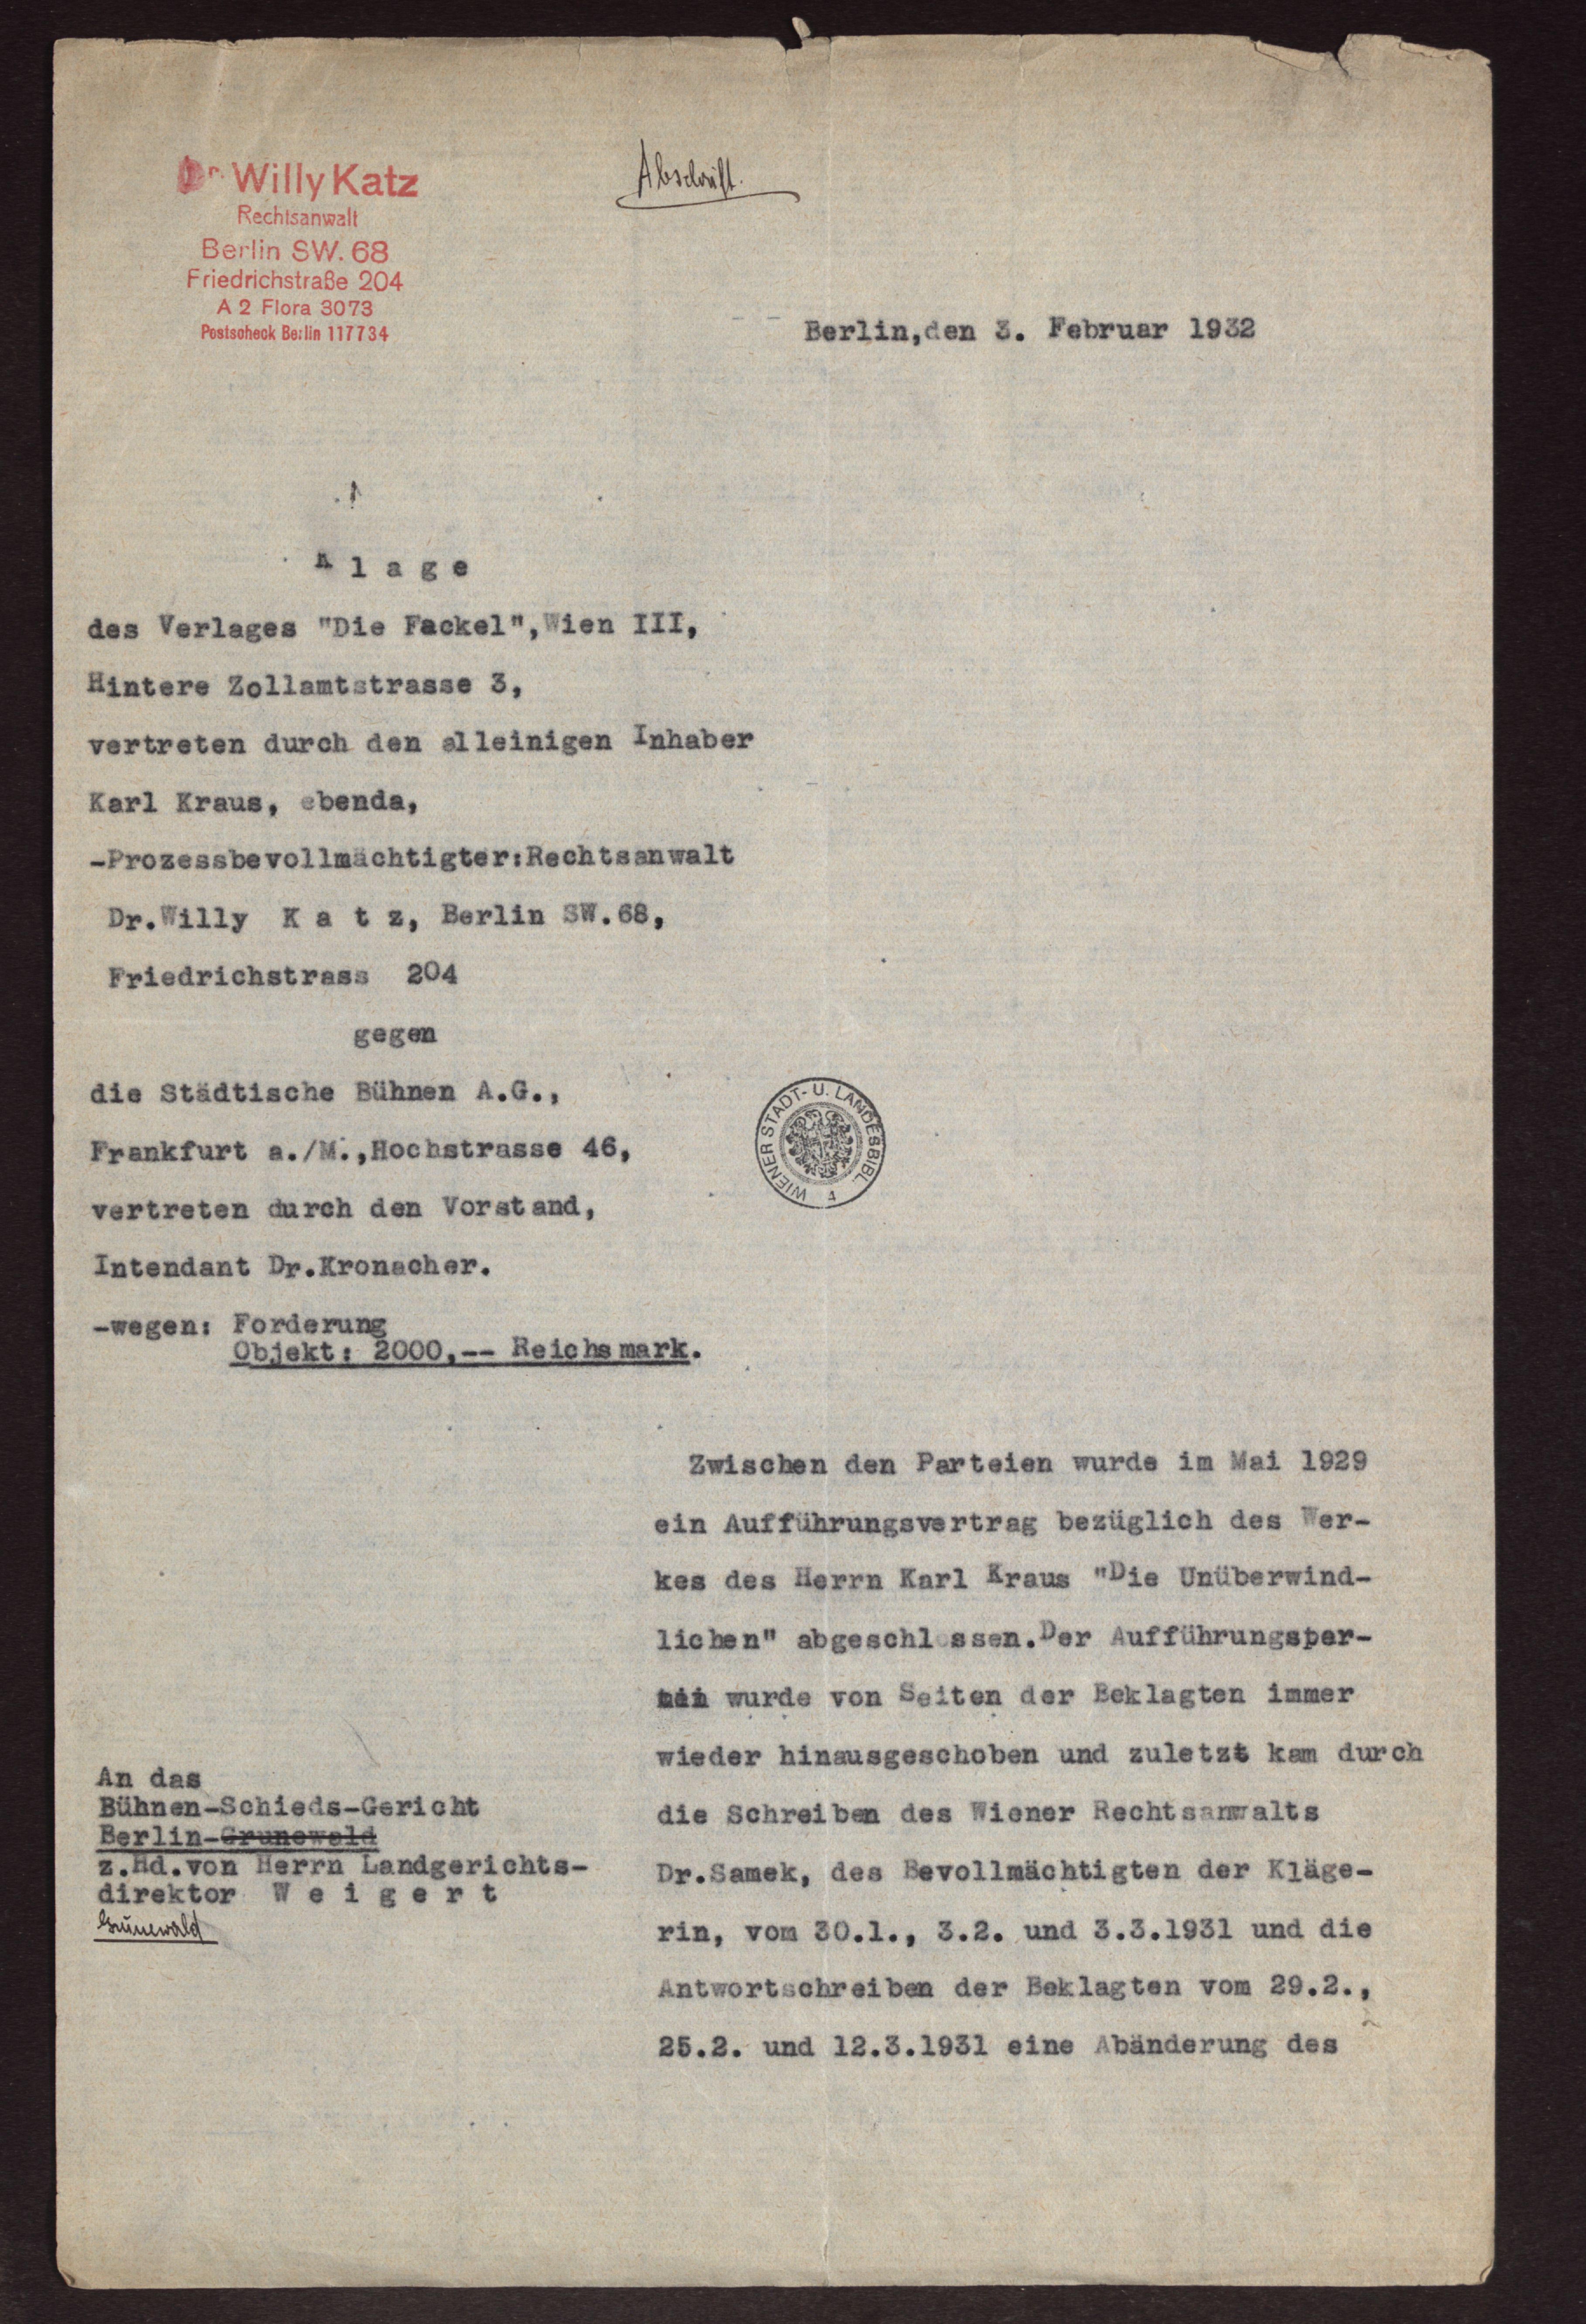 Dr. Willy Katz
Rechtsanwalt
Berlin SW. 68
Friedrichstraße 204
A 2 Flora 3073
Postscheck Berlin 117734
Abschrift.
Berlin,den 3. Februar 1932
K l a g e
des Verlages "Die Fackel",Wien III,
Hintere Zollamtstrasse 3,
vertreten durch den alleinigen Inhaber
Karl Kraus, ebenda,
-Prozessbevollmächtigter:Rechtsanwalt
Dr.Willy K a t z, Berlin SW.68,
Friedrichstrass 204
gegen
die Städtische Bühnen A.G.,
Frankfurt a./M.,Hochstrasse 46,
vertreten durch den Vorstand,
Intendant Dr.Kronacher.
-wegen: Forderung
Objekt: 2000,-- Reichsmark.
WIENER STADT- U. LANDESBIBL. 4
Zwischen den Parteien wurde im Mai 1929
ein Aufführungsvertrag bezüglich des Wer-
kes des Herrn Karl Kraus "Die Unüberwind-
lichen" abgeschlossen.Der Aufführungster-
min wurde von Seiten der Beklagten immer
wieder hinausgeschoben und zuletzt kam durch
die Schreiben des Wiener Rechtsanwalts
Dr.Samek, des Bevollmächtigten der Kläge-
rin, vom 30.1., 3.2. und 3.3.1931 und die
Antwortschreiben der Beklagten vom 29.2.,
25.2. und 12.3.1931 eine Abänderung des
An das
Bühnen-Schieds-Gericht
Berlin-Grunewald
z.Hd.von Herrn Landgerichts-
direktor W e i g e r t
Grunewald